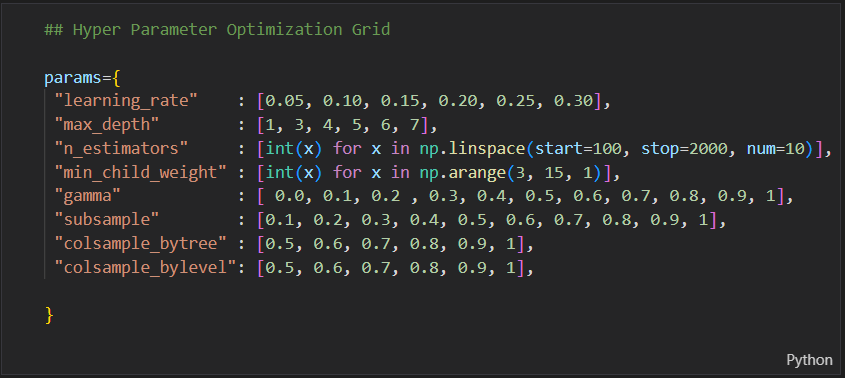 ## Hyper Parameter Optimization Grid
params={
"learning_rate" : [0.05, 0.10, 0.15, 0.20, 0.25, 0.30],
"max_depth" : [1, 3, 4, 5, 6, 7],
"n_estimators" : [int(x) for x in np.linspace(start=100, stop=2000, num=10)],
"min_child_weight" : [int(x) for x in np.arange(3, 15, 1)],
"gamma" : [ 0.0, 0.1, 0.2 , 0.3, 0.4, 0.5, 0.6, 0.7, 0.8, 0.9, 1],
"subsample" : [0.1, 0.2, 0.3, 0.4, 0.5, 0.6, 0.7, 0.8, 0.9, 1],
"colsample_bytree" : [0.5, 0.6, 0.7, 0.8, 0.9, 1],
"colsample_bylevel": [0.5, 0.6, 0.7, 0.8, 0.9, 1],
}
Python